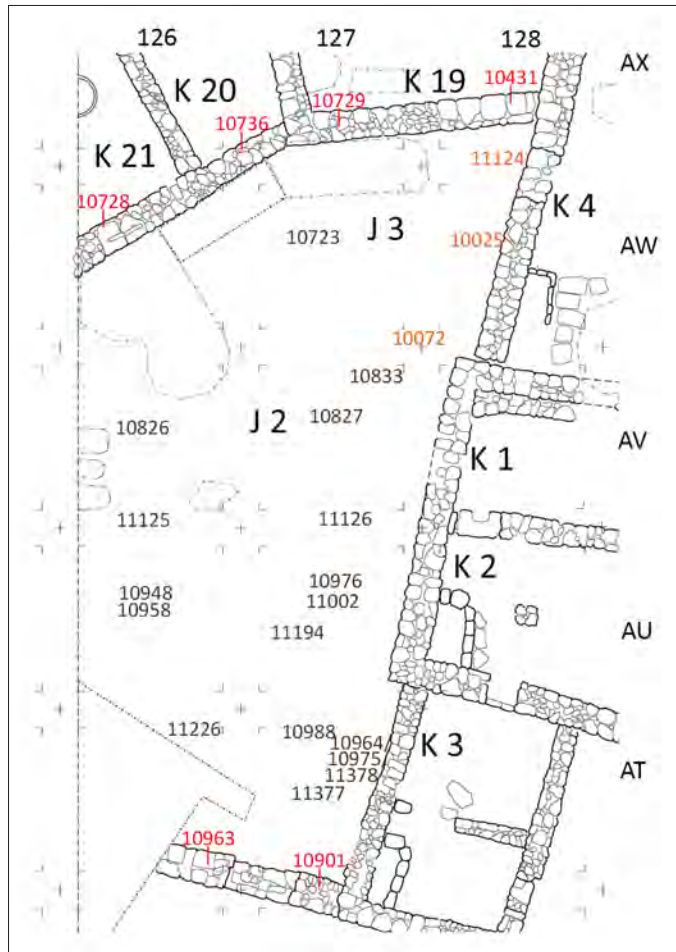 126 127 128
AX
K 20 K 19 10431
10736 10729
K 21 11124
10728 K 4
10723 J 3 10025 AW
10072
10833
10826 J 2 10827 AV
K 1
11125 11126
10976 K 2
10948 11002
10958
11194 AU
11226 10988 K 3
10964
10975 AT
11378
11377
10963 10901